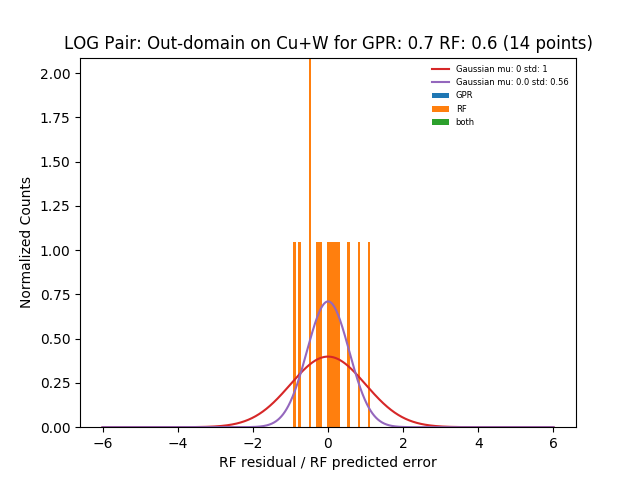 LOG Pair: Out-domain on Cu+W for GPR: 0.7 RF: 0.6 (14 points)
Gaussian mu: 0 std: 1
Gaussian mu: 0.0 std: 0.56
GPR
RF
both
Normalized Counts
2.00
1.75
1.50
1.25
1.00
0.75
0.50
0.25
0.00
−6
−4
−2
0
2
4
6
RF residual / RF predicted error